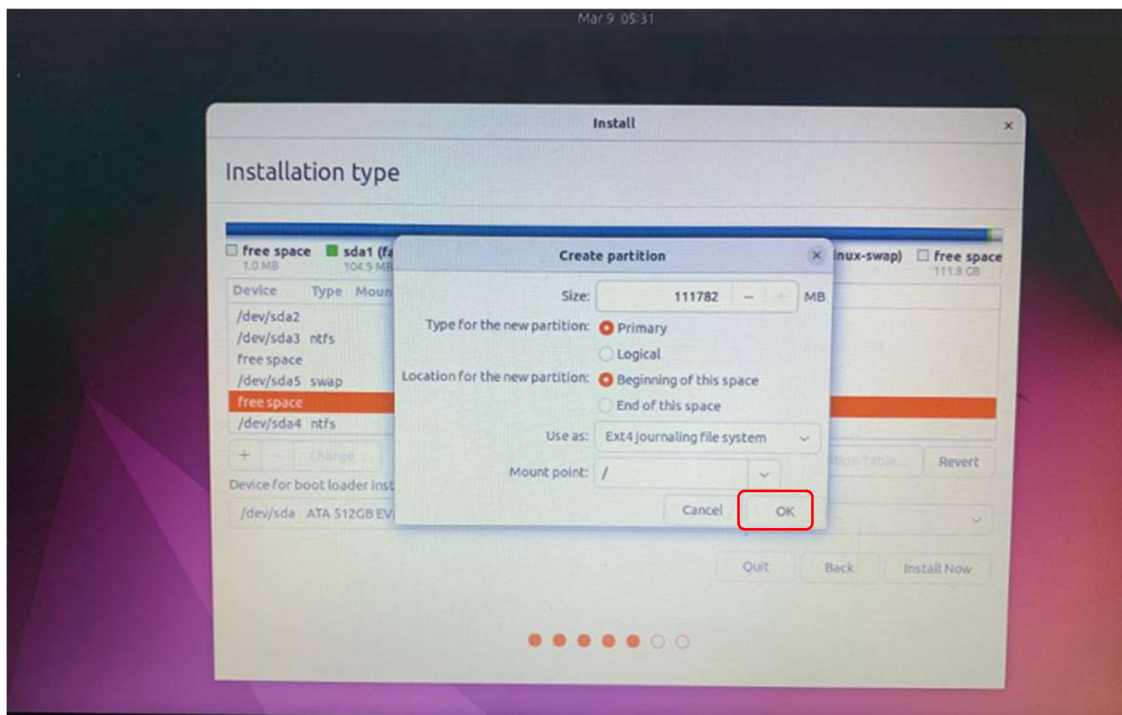 Mar 9 05:31
Install
Installation type
free space sda1 (fa
1.0 MB 104.9 MB
inux-swap) free space
111.8 GB
Create partition
Device Type Moun
/dev/sda2
/dev/sda3 ntfs
free space
/dev/sda5 swap
free space
/dev/sda4 ntfs
Size: 111782 MB
Type for the new partition: Primary
Logical
Location for the new partition: Beginning of this space
End of this space
Use as: Ext4 journaling file system
Mount point: /
Cancel OK
+ - Change...
Revert
Device for boot loader inst
/dev/sda ATA 512GB EV
Quit Back Install Now